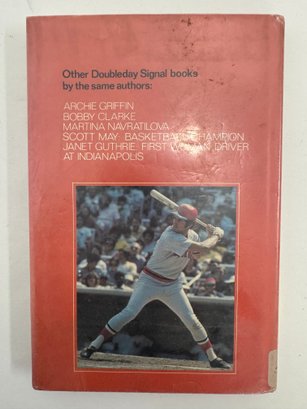 Other Doubleday Signal books
by the same authors:
ARCHIE GRIFFIN
BOBBY CLARKE
MARTINA NAVRATILOVA
SCOTT MAY: BASKETBALL CHAMPION
JANET GUTHRIE: FIRST WOMAN DRIVER
AT INDIANAPOLIS